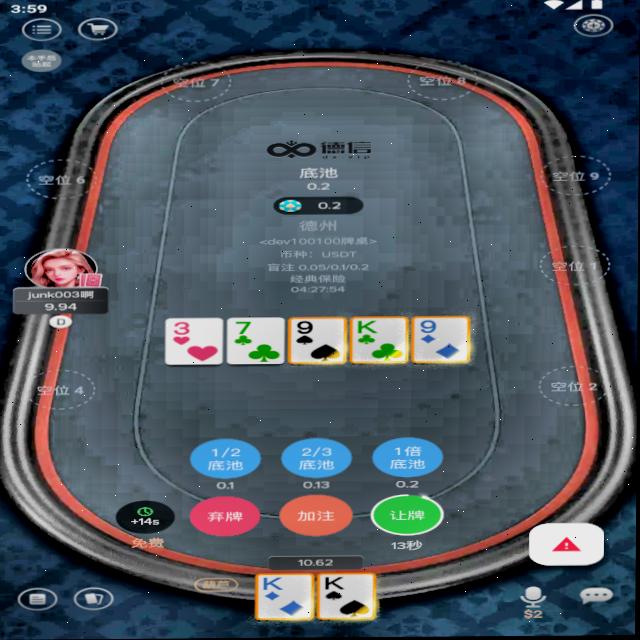 3:59
空位 7
空位 8
德信
dx.vip
底池
0.2
0.2
空位 6
空位 9
德州
<dev100100牌桌>
币种: USDT
盲注 0.05/0.1/0.2
经典保险
04:27:54
空位 1
junk003啊
9.94
D
3
7
9
K
9
空位 4
空位 2
1/2
底池
2/3
底池
1倍
底池
0.1
0.13
0.2
+14s
弃牌
加注
让牌
免费
13秒
10.62
葫芦
K
K
$2